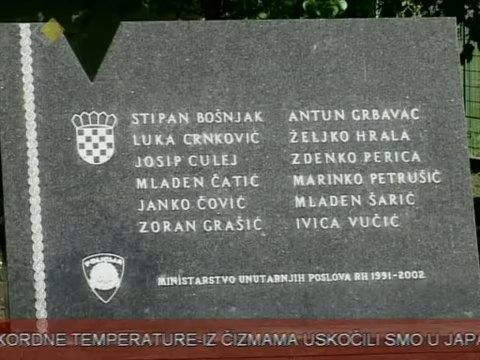 STIPAN BOŠNJAK
LUKA CRNKOVIĆ
JOSIP CULEJ
MLADEN ČATIĆ
JANKO ČOVIĆ
ZORAN GRAŠIĆ
ANTUN GRBAVAC
ŽELJKO HRALA
ZDENKO PERICA
MARINKO PETRUŠIĆ
MLADEN ŠARIĆ
IVICA VUČIĆ
POLICIJA
MINISTARSTVO UNUTARNJIH POSLOVA RH 1991-2002.
KORDNE TEMPERATURE-IZ ČIZMAMA USKOČILI SMO U JAPA